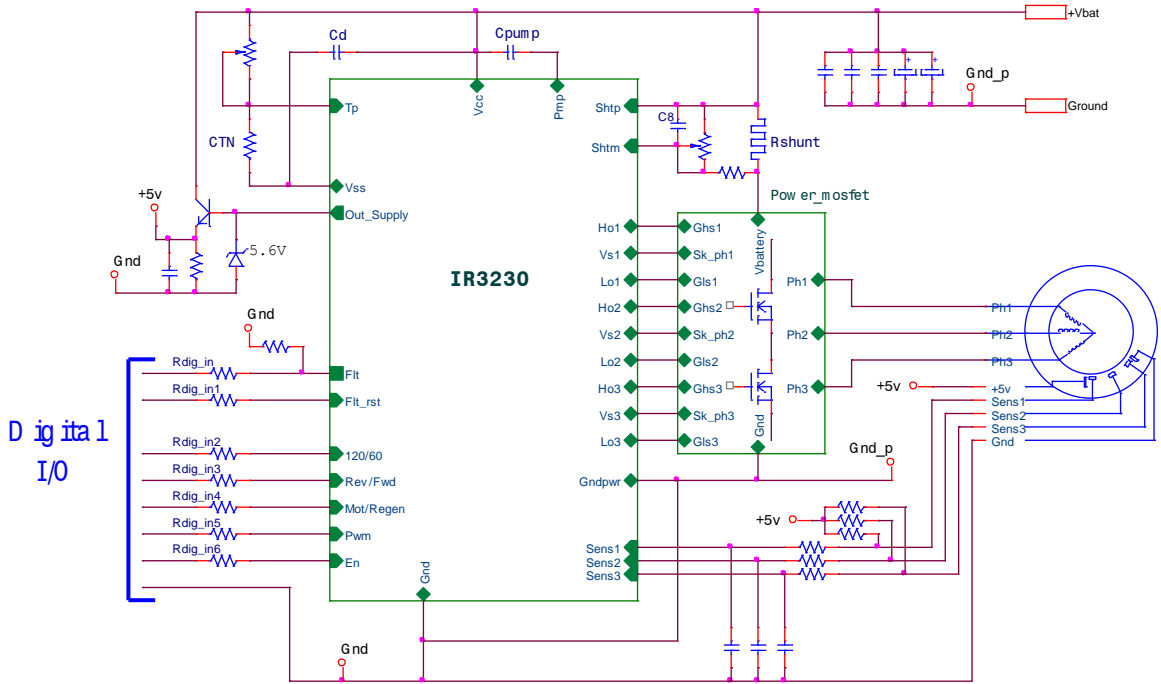 +Vbat
Cd
Cpump
Gnd_p
Ground
Vcc
Pmp
Tp
Shtp
C8
CTN
Shtm
Rshunt
Vss
+5v
Power_mosfet
Out_Supply
5.6V
Gnd
IR3230
Ho1
Vs1
Lo1
Ho2
Vs2
Lo2
Ho3
Vs3
Lo3
Ghs1
Sk_ph1
Gls1
Ghs2
Sk_ph2
Gls2
Ghs3
Sk_ph3
Gls3
Vbattery
Gnd
Ph1
Ph2
Ph3
Ph1
Ph2
Ph3
+5v
+5v
Sens1
Sens2
Sens3
Gnd
Gnd
Digital
I/O
Rdig_in
Flt
Rdig_in1
Flt_rst
Rdig_in2
120/60
Rdig_in3
Rev/Fwd
Rdig_in4
Mot/Regen
Rdig_in5
Pwm
Rdig_in6
En
Gndpwr
Gnd_p
+5v
Sens1
Sens2
Sens3
Gnd
Gnd